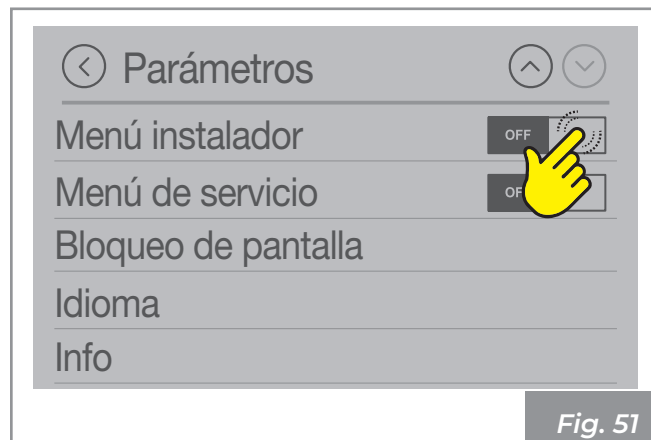 Parámetros
Menú instalador OFF
Menú de servicio
Bloqueo de pantalla
Idioma
Info
Fig. 51